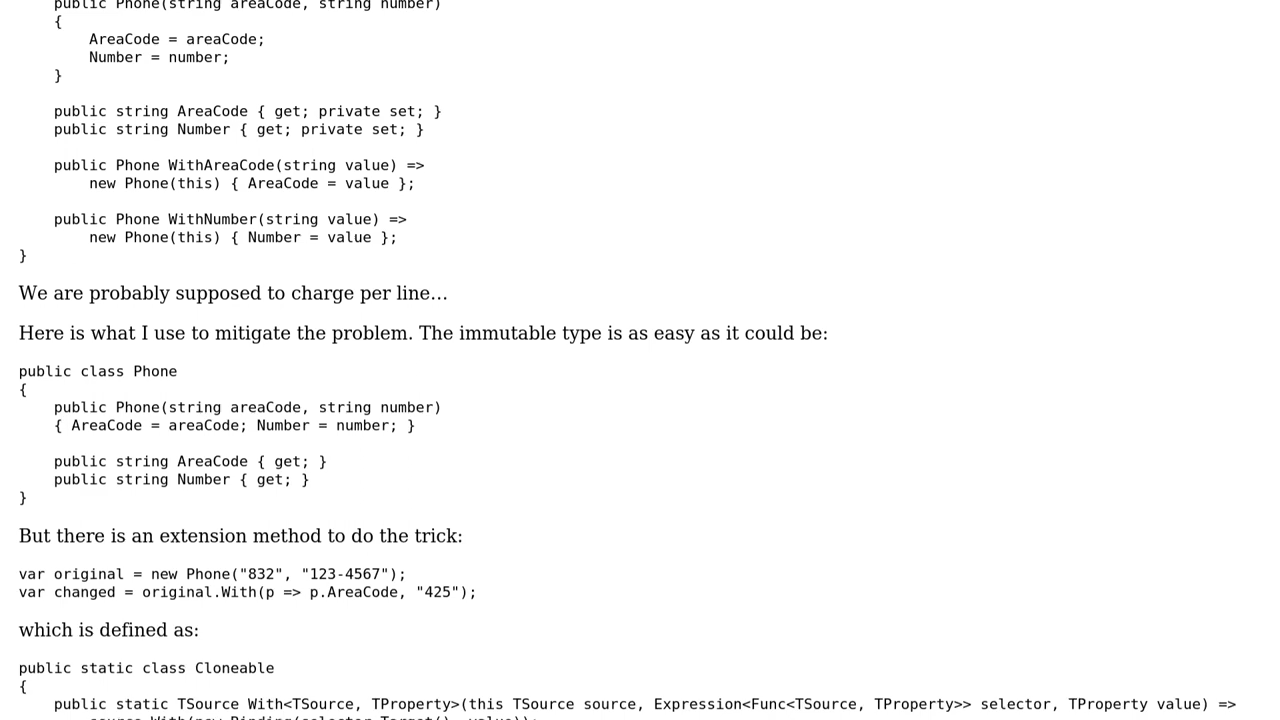 public Phone(string areaCode, string number)
    {
        AreaCode = areaCode;
        Number = number;
    }

    public string AreaCode { get; private set; }
    public string Number { get; private set; }

    public Phone WithAreaCode(string value) =>
        new Phone(this) { AreaCode = value };

    public Phone WithNumber(string value) =>
        new Phone(this) { Number = value };
}
We are probably supposed to charge per line…
Here is what I use to mitigate the problem. The immutable type is as easy as it could be:
public class Phone
{
    public Phone(string areaCode, string number)
    { AreaCode = areaCode; Number = number; }

    public string AreaCode { get; }
    public string Number { get; }
}
But there is an extension method to do the trick:
var original = new Phone("832", "123-4567");
var changed = original.With(p => p.AreaCode, "425");
which is defined as:
public static class Cloneable
{
    public static TSource With<TSource, TProperty>(this TSource source, Expression<Func<TSource, TProperty>> selector, TProperty value) =>
        source.With(new Binding(selector.Target(), value));